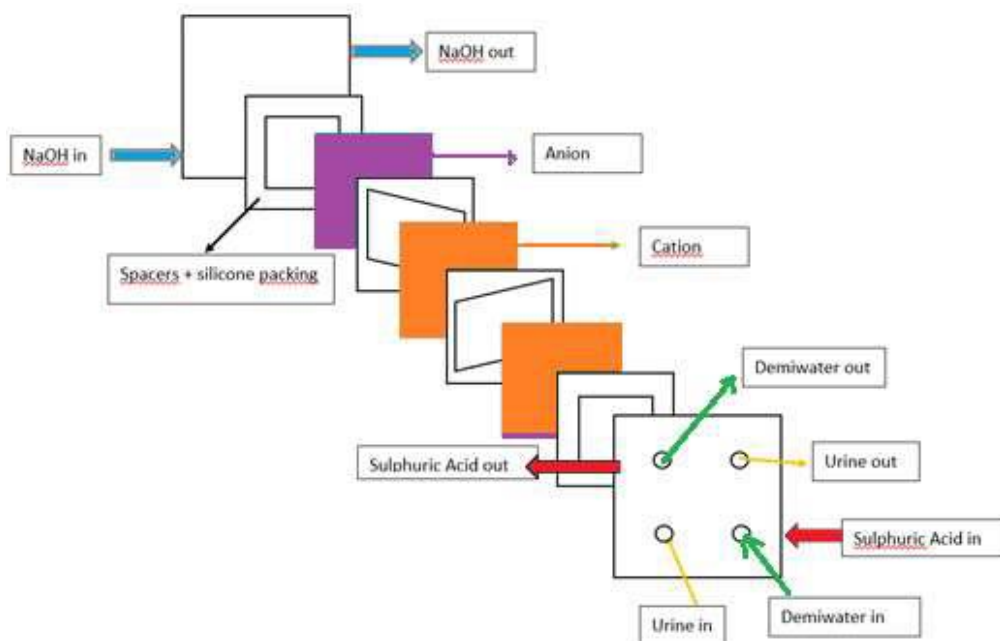 NaOH out
NaOH in
Anion
Cation
Spacers + silicone packing
Demiwater out
Sulphuric Acid out
Urine out
Sulphuric Acid in
Urine in
Demiwater in